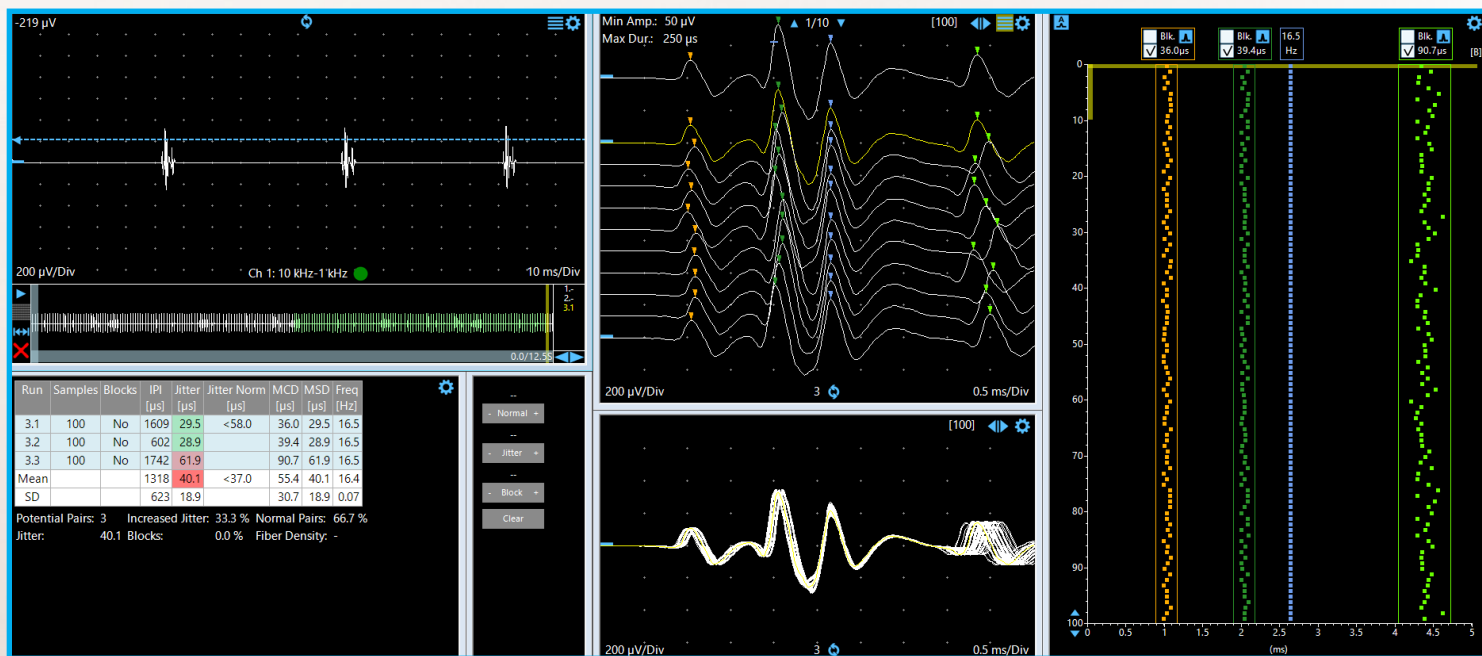 -219 µV
200 µV/Div
Ch 1: 10 kHz-1 kHz
10 ms/Div
1.-
2.-
3.1
0.0/12.5s
Run Samples Blocks IPI [µs] Jitter [µs] Jitter Norm [µs] MCD [µs] MSD [µs] Freq [Hz]
3.1 100 No 1609 29.5 <58.0 36.0 29.5 16.5
3.2 100 No 602 28.9 39.4 28.9 16.5
3.3 100 No 1742 61.9 90.7 61.9 16.5
Mean 1318 40.1 <37.0 55.4 40.1 16.4
SD 623 18.9 30.7 18.9 0.07
Potential Pairs: 3 Increased Jitter: 33.3 % Normal Pairs: 66.7 %
Jitter: 40.1 Blocks: 0.0 % Fiber Density: -
--
- Normal +
--
- Jitter +
--
- Block +
Clear
Min Amp.: 50 µV
1/10
[100]
Max Dur.: 250 µs
200 µV/Div
3
0.5 ms/Div
[100]
200 µV/Div
3
0.5 ms/Div
Blk.
36.0µs
Blk.
39.4µs
16.5
Hz
Blk.
90.7µs
[B]
0
10
20
30
40
50
60
70
80
90
100
0 0.5 1 1.5 2 2.5 3 3.5 4 4.5 5
(ms)